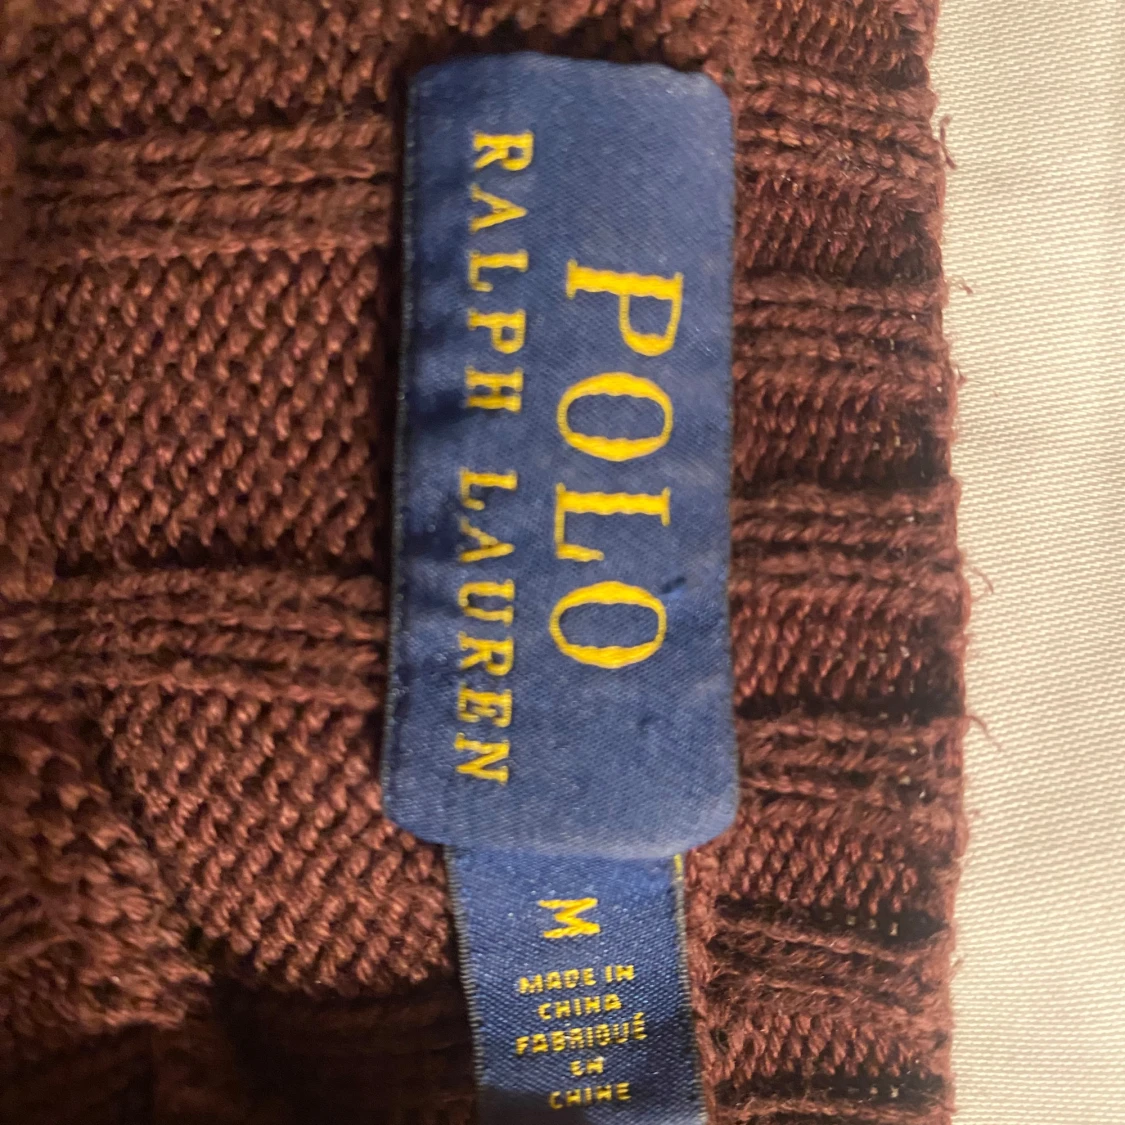 POLO
RALPH LAUREN
M
MADE IN
CHINA
FABRIQUÉ
EN
CHINE